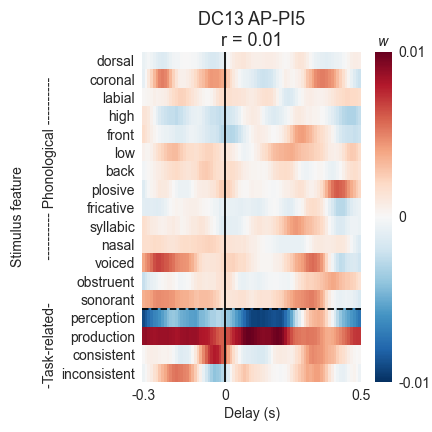 DC13 AP-PI5
r = 0.01
w
Stimulus feature
---------- Phonological ----------
-Task-related-
dorsal
coronal
labial
high
front
low
back
plosive
fricative
syllabic
nasal
voiced
obstruent
sonorant
perception
production
consistent
inconsistent
0.01
0
-0.01
-0.3
0
0.5
Delay (s)